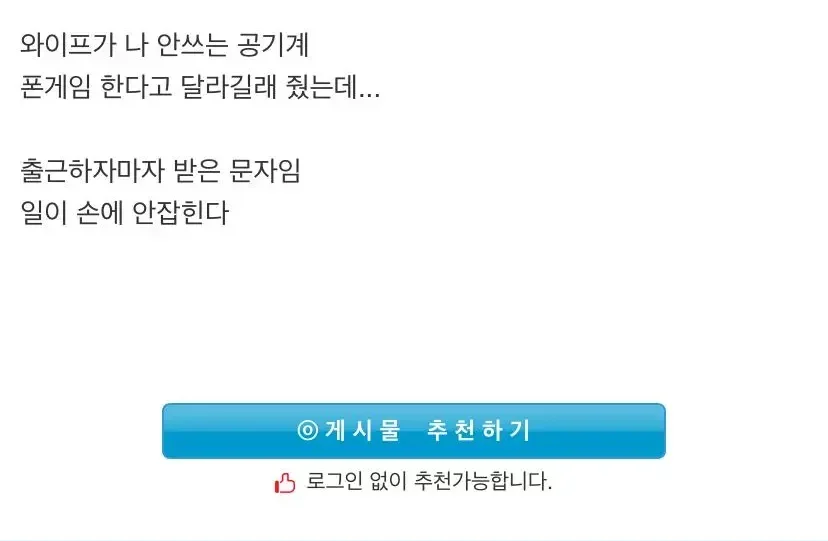 와이프가 나 안쓰는 공기계
폰게임 한다고 달라길래 줬는데...
출근하자마자 받은 문자임
일이 손에 안잡힌다
ⓞ게시물 추천하기
로그인 없이 추천가능합니다.